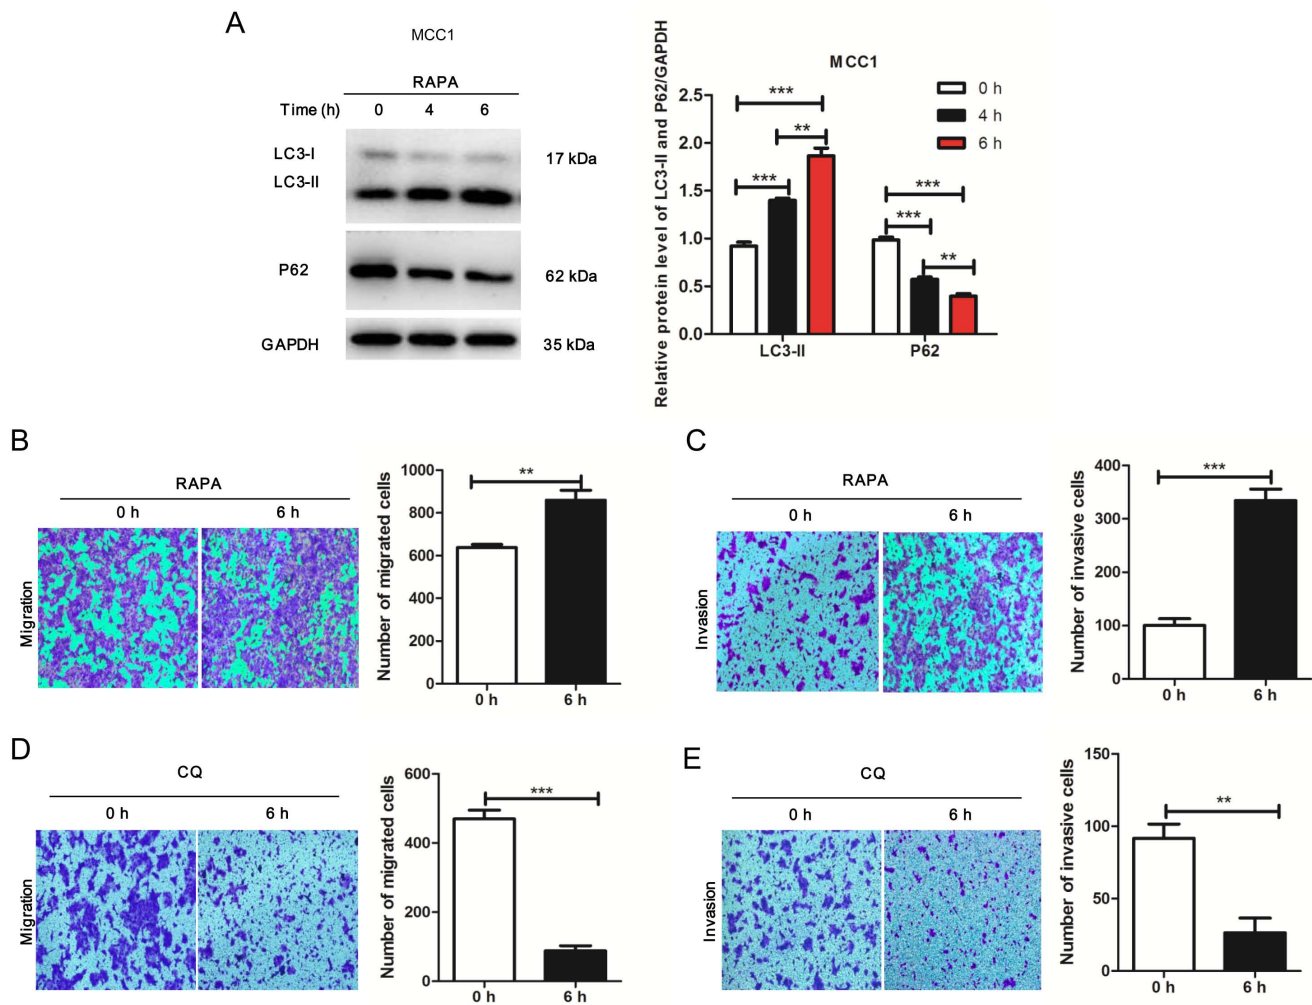 A
MCC1
RAPA
Time (h) 0 4 6
LC3-I
17 kDa
LC3-II
P62
62 kDa
GAPDH
35 kDa
MCC1
Relative protein level of LC3-II and P62/GAPDH
0 h
4 h
6 h
2.5
2.0
1.5
1.0
0.5
0.0
***
**
***
***
***
**
LC3-II P62
B
RAPA
0 h 6 h
Migration
Number of migrated cells
1000
800
600
400
200
0
**
0 h 6 h
C
RAPA
0 h 6 h
Invasion
Number of invasive cells
400
300
200
100
0
***
0 h 6 h
D
CQ
0 h 6 h
Migration
Number of migrated cells
600
400
200
0
***
0 h 6 h
E
CQ
0 h 6 h
Invasion
Number of invasive cells
150
100
50
0
**
0 h 6 h